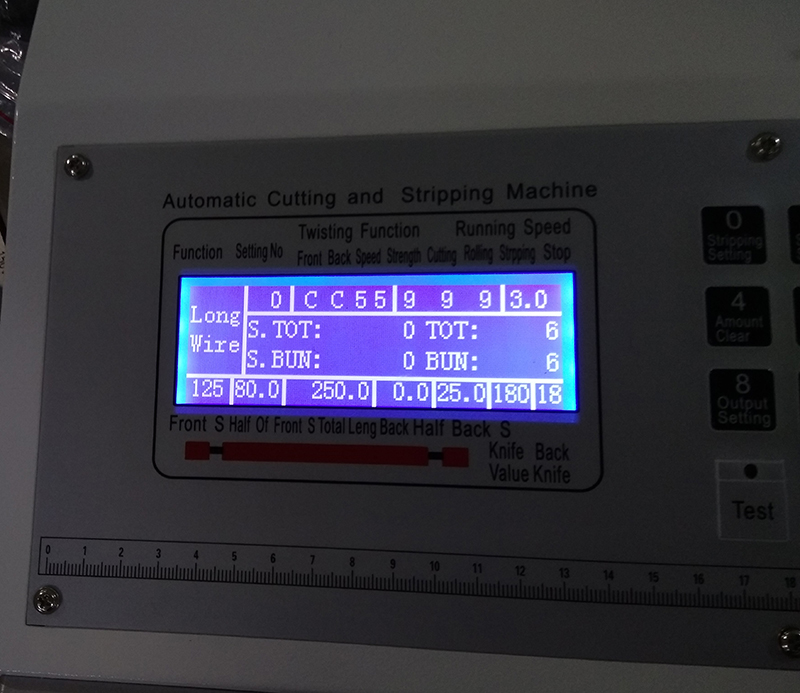 Automatic Cutting and Stripping Machine
Twisting Function Running Speed
Function Setting No Front Back Speed Strength Cutting Rolling Strpping Stop
Long Wire
0 C C 5 5 9 9 9 3.0
S.TOT: 0 TOT: 6
S.BUN: 0 BUN: 6
125 80.0 250.0 0.0 25.0 180 18
Front S Half Of Front S Total Leng Back Half Back S
Knife Back
Value Knife
0
Stripping
Setting
4
Amount
Clear
8
Output
Setting
Test
0 1 2 3 4 5 6 7 8 9 10 11 12 13 14 15 16 17 18